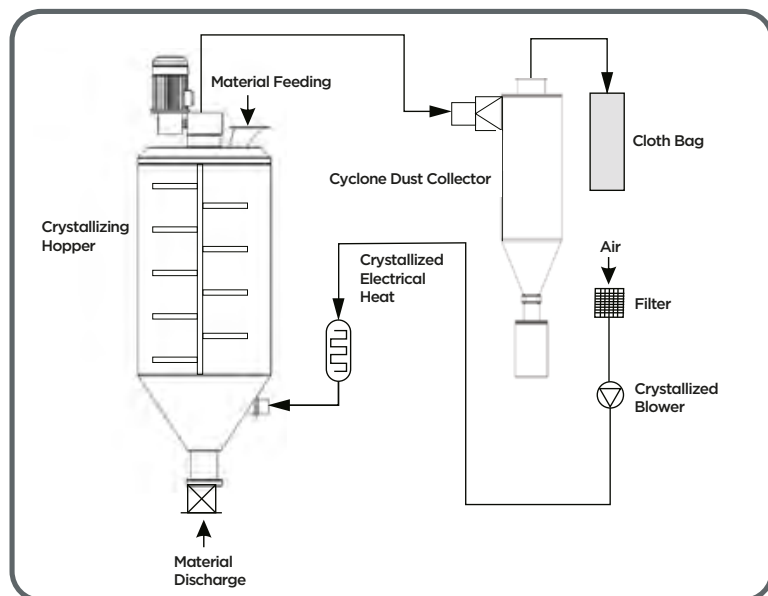 Material Feeding
Cloth Bag
Cyclone Dust Collector
Crystallizing
Hopper
Crystallized
Electrical
Heat
Air
Filter
Crystallized
Blower
Material
Discharge